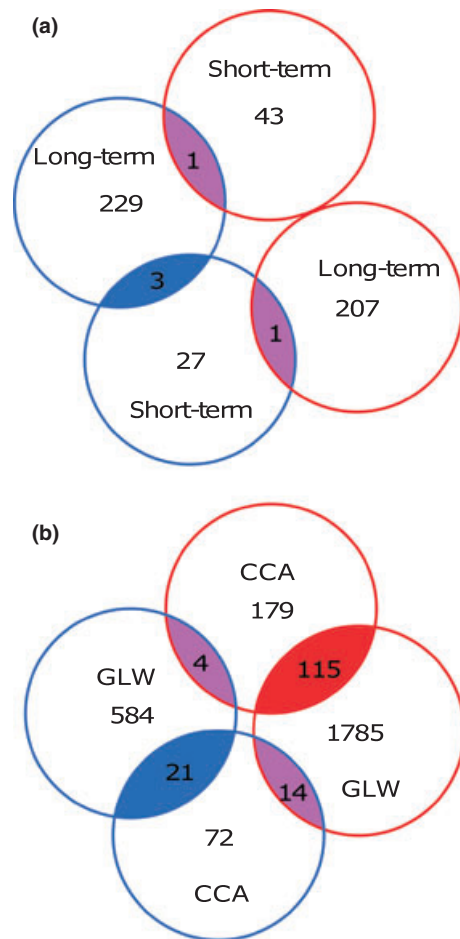 (a)
Short-term
43
Long-term
229
1
Long-term
207
3
1
27
Short-term
(b)
CCA
179
GLW
584
4
115
1785
GLW
21
14
72
CCA